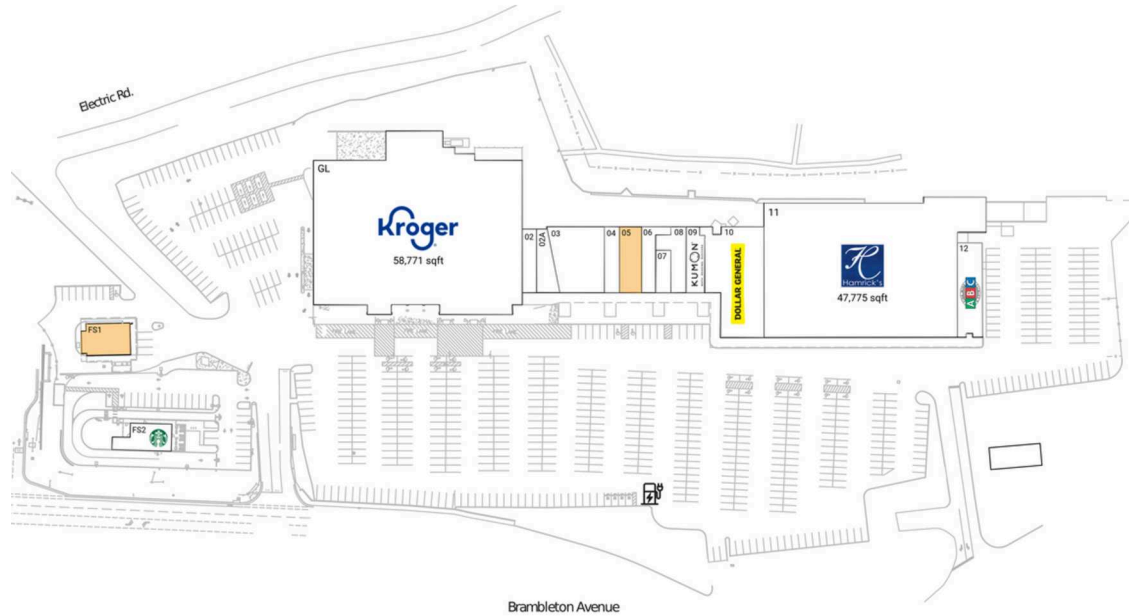 Electric Rd.
GL
Kroger
58,771 sqft
02
02A
03
04
05
06
07
08
09
KUMON
10
DOLLAR GENERAL
11
H
Hamrick's
47,775 sqft
12
ABC
FS1
FS2
Brambleton Avenue